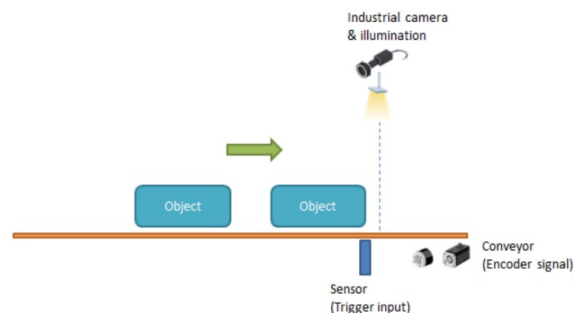 Industrial camera
& illumination
Object
Object
Conveyor
(Encoder signal)
Sensor
(Trigger input)